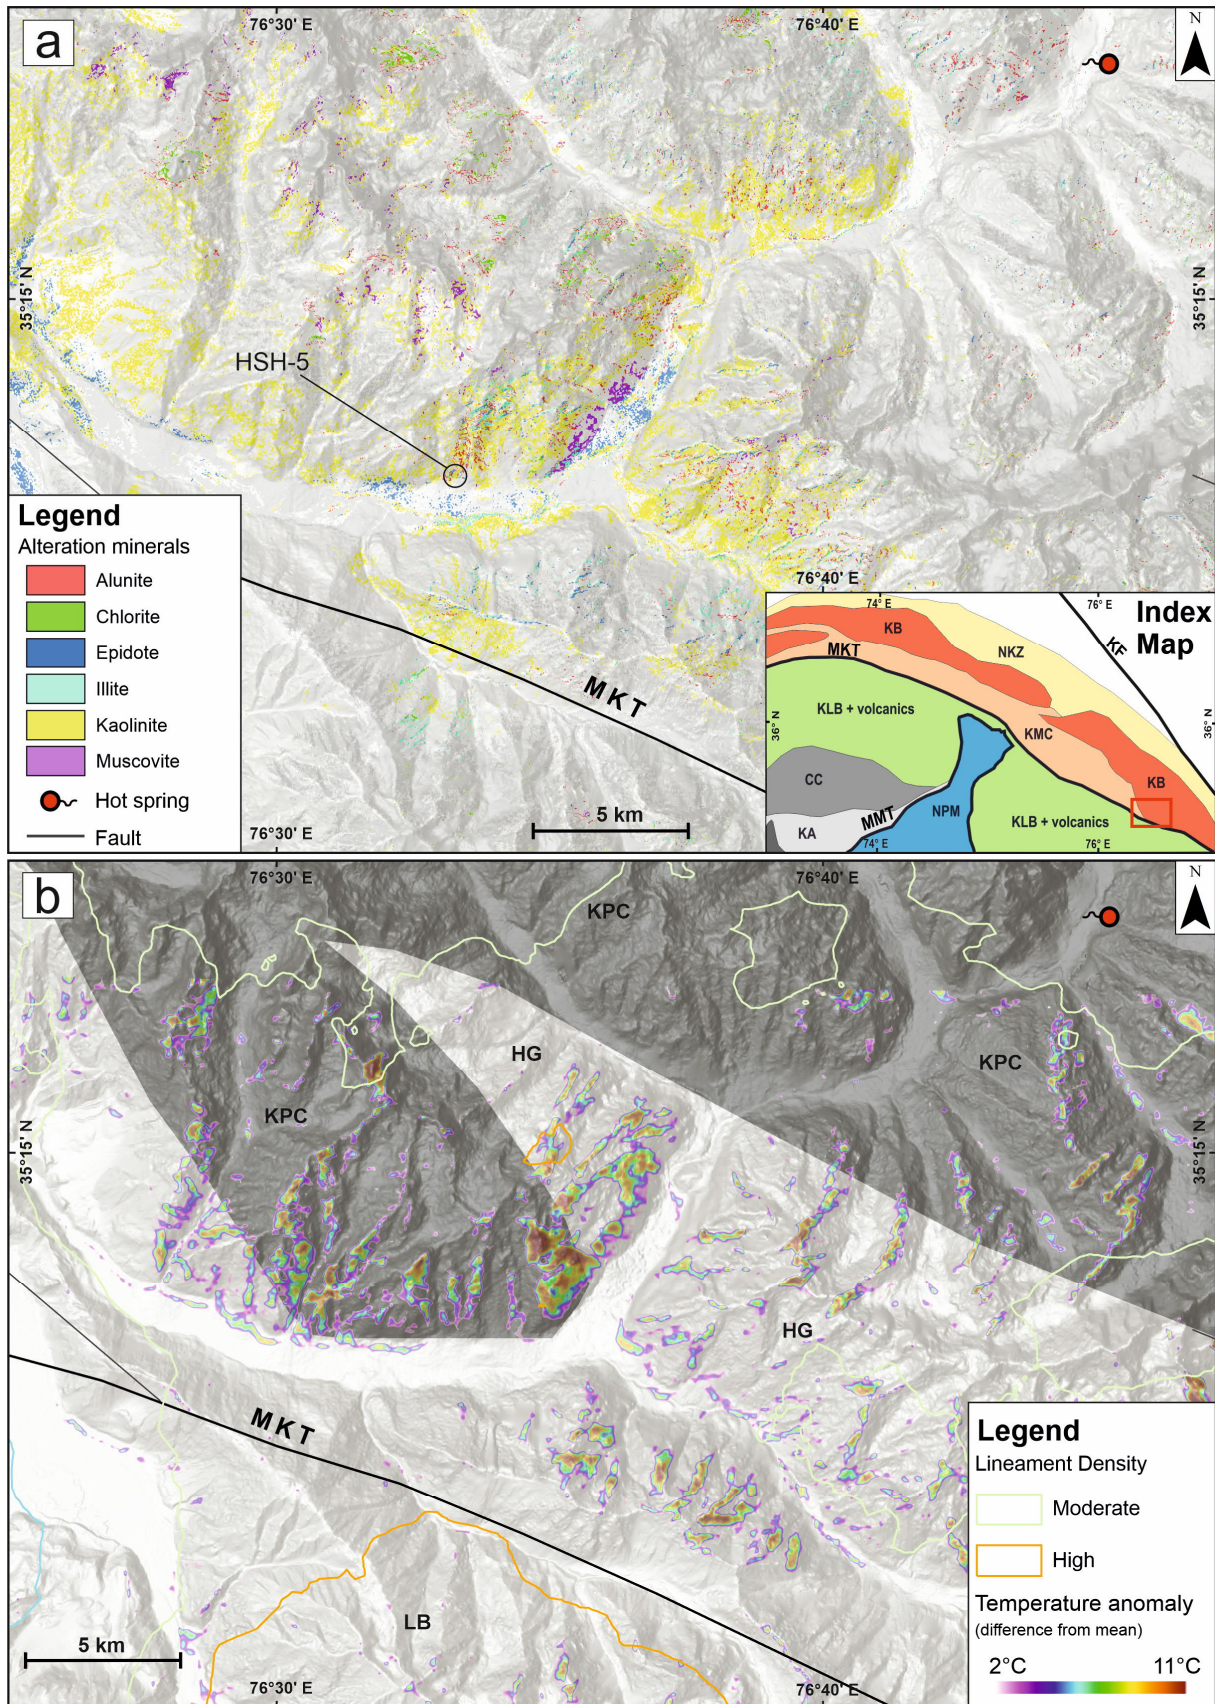 a
76°30' E
76°40' E
N
35°15' N
35°15' N
HSH-5
Legend
Alteration minerals
Alunite
Chlorite
Epidote
Illite
Kaolinite
Muscovite
Hot spring
Fault
MKT
76°30' E
5 km
76°40' E
Index
Map
74° E
76° E
KB
NKZ
KF
MKT
KLB + volcanics
36° N
36° N
KMC
CC
KB
MMT
NPM
KLB + volcanics
KA
74° E
76° E
b
76°30' E
76°40' E
N
KPC
HG
KPC
KPC
35°15' N
35°15' N
HG
MKT
LB
5 km
76°30' E
76°40' E
Legend
Lineament Density
Moderate
High
Temperature anomaly
(difference from mean)
2°C
11°C